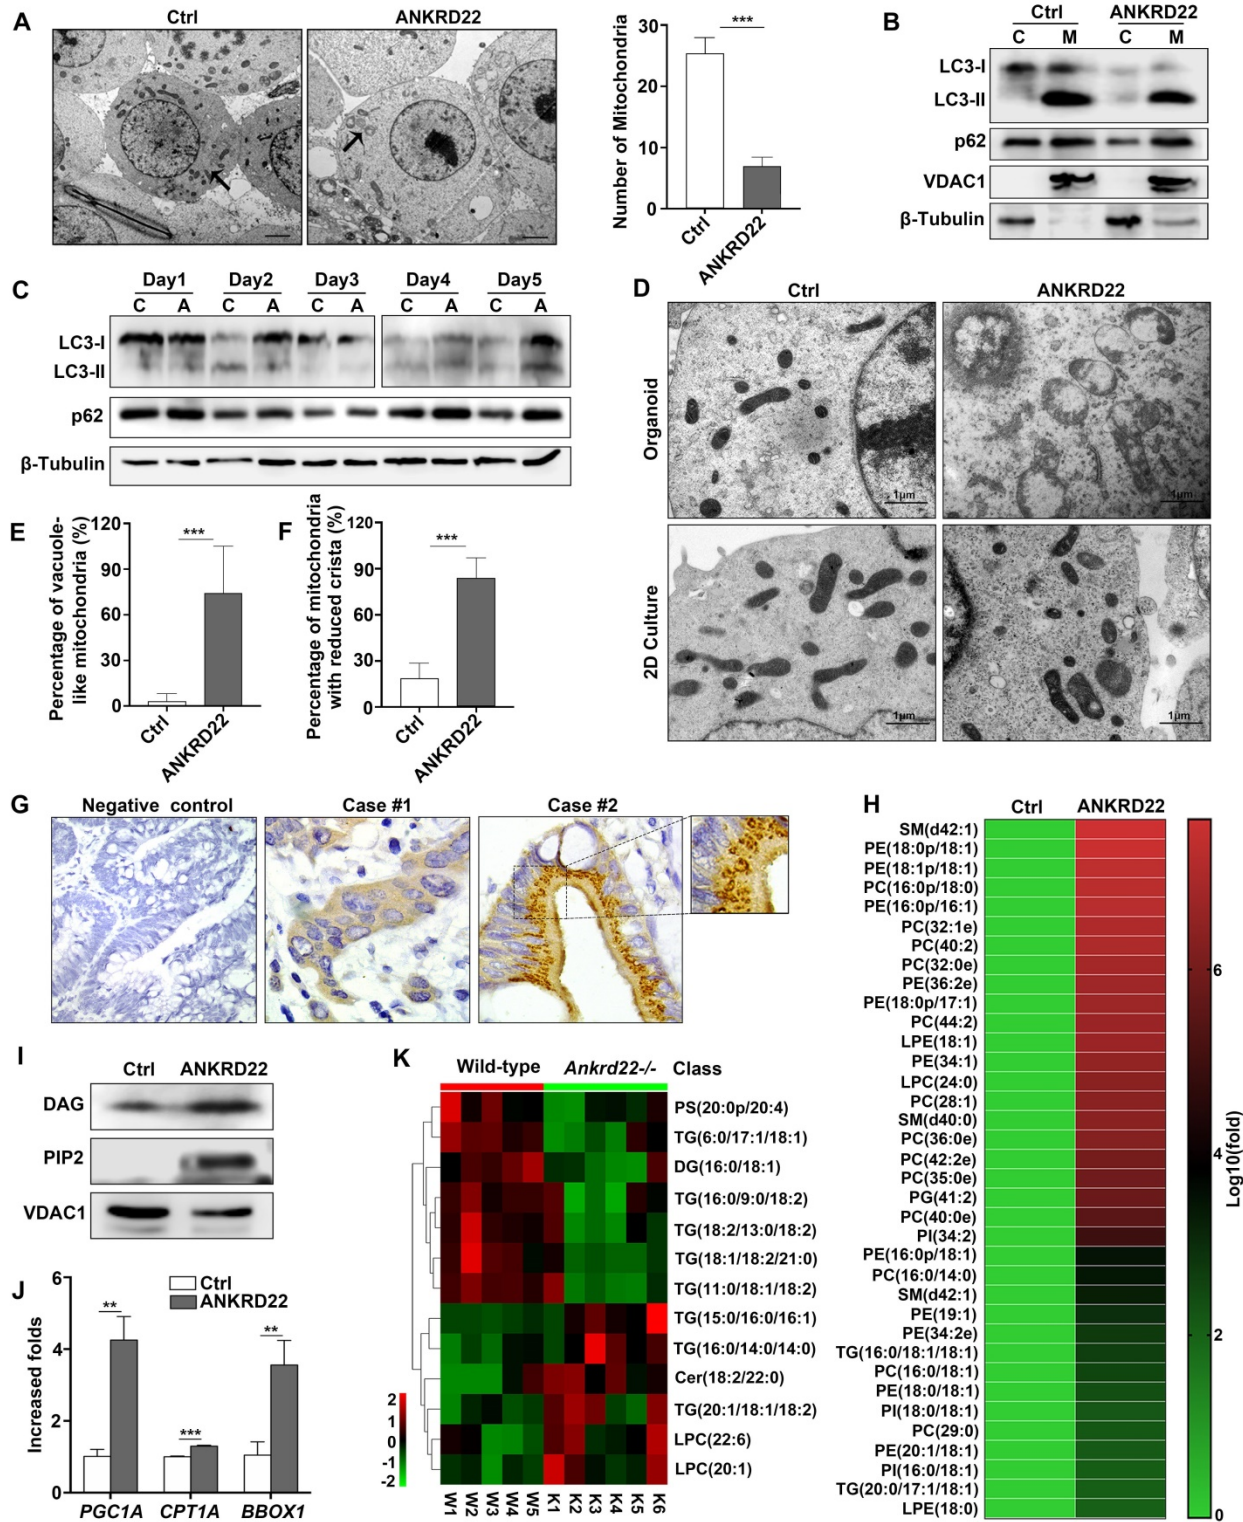 A
Ctrl
ANKRD22
Number of Mitochondria
30
20
10
0
***
Ctrl
ANKRD22
B
Ctrl
ANKRD22
C M C M
LC3-I
LC3-II
p62
VDAC1
β-Tubulin
C
Day1 Day2 Day3 Day4 Day5
C A C A C A C A C A
LC3-I
LC3-II
p62
β-Tubulin
D
Ctrl
ANKRD22
Organoid
1μm
1μm
2D Culture
1μm
1μm
E
Percentage of vacuole-
like mitochondria (%)
120
90
60
30
0
***
Ctrl
ANKRD22
F
Percentage of mitochondria
with reduced crista (%)
120
90
60
30
0
***
Ctrl
ANKRD22
G
Negative control
Case #1
Case #2
H
Ctrl
ANKRD22
SM(d42:1)
PE(18:0p/18:1)
PE(18:1p/18:1)
PC(16:0p/18:0)
PE(16:0p/16:1)
PC(32:1e)
PC(40:2)
PC(32:0e)
PE(36:2e)
PE(18:0p/17:1)
PC(44:2)
LPE(18:1)
PE(34:1)
LPC(24:0)
PC(28:1)
SM(d40:0)
PC(36:0e)
PC(42:2e)
PC(35:0e)
PG(41:2)
PC(40:0e)
PI(34:2)
PE(16:0p/18:1)
PC(16:0/14:0)
SM(d42:1)
PE(19:1)
PE(34:2e)
TG(16:0/18:1/18:1)
PC(16:0/18:1)
PE(18:0/18:1)
PI(18:0/18:1)
PC(29:0)
PE(20:1/18:1)
PI(16:0/18:1)
TG(20:0/17:1/18:1)
LPE(18:0)
6
4
2
0
Log10(fold)
I
Ctrl ANKRD22
DAG
PIP2
VDAC1
J
Increased folds
6
4
2
0
Ctrl
ANKRD22
**
***
**
PGC1A CPT1A BBOX1
K
Wild-type Ankrd22-/- Class
PS(20:0p/20:4)
TG(6:0/17:1/18:1)
DG(16:0/18:1)
TG(16:0/9:0/18:2)
TG(18:2/13:0/18:2)
TG(18:1/18:2/21:0)
TG(11:0/18:1/18:2)
TG(15:0/16:0/16:1)
TG(16:0/14:0/14:0)
Cer(18:2/22:0)
TG(20:1/18:1/18:2)
LPC(22:6)
LPC(20:1)
2
1
0
-1
-2
W1 W2 W3 W4 W5 K1 K2 K3 K4 K5 K6